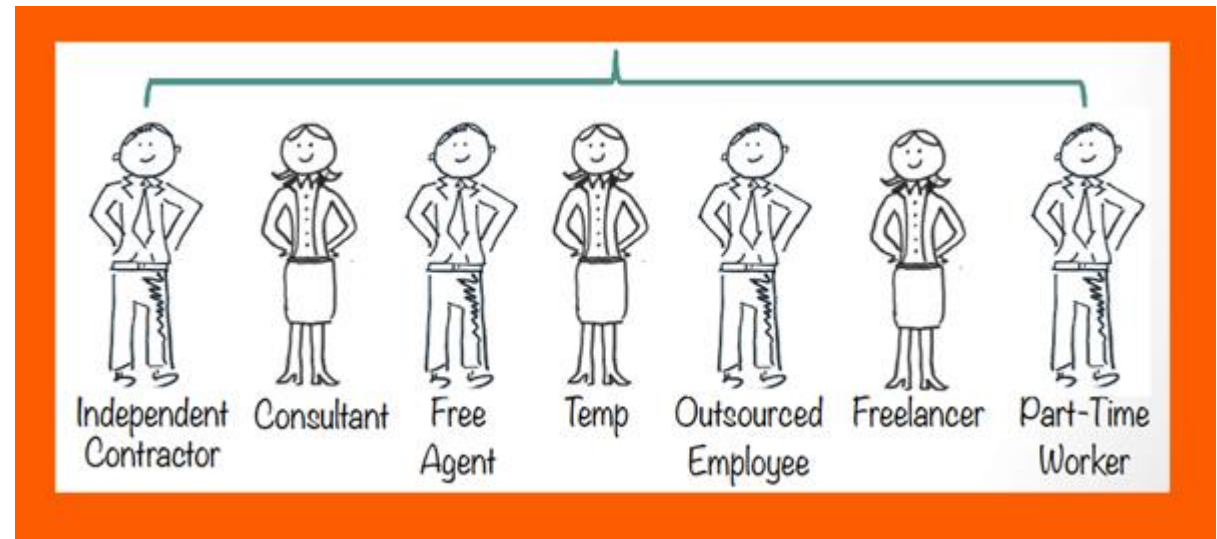 Independent
Contractor
Consultant
Free
Agent
Temp
Outsourced
Employee
Freelancer
Part-Time
Worker